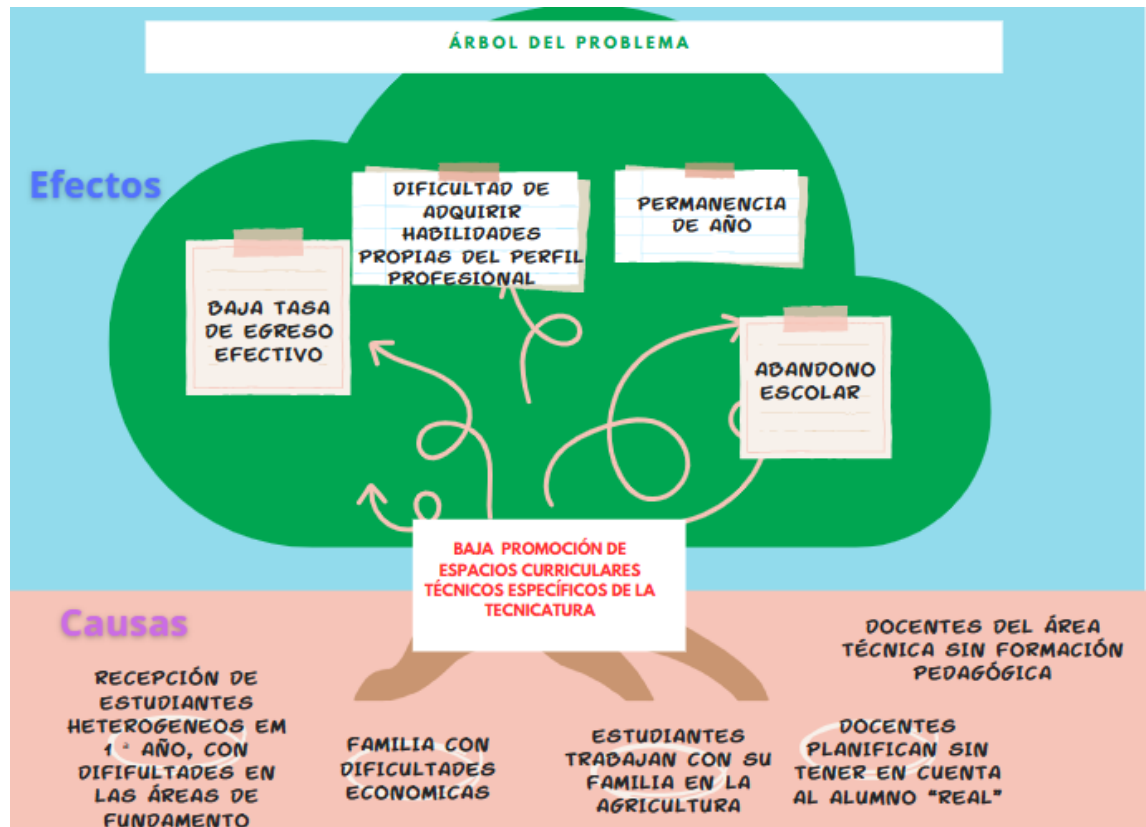 ÁRBOL DEL PROBLEMA
Efectos
DIFICULTAD DE
ADQUIRIR
HABILIDADES
PROPIAS DEL PERFIL
PROFESIONAL
PERMANENCIA
DE AÑO
BAJA TASA
DE EGRESO
EFECTIVO
ABANDONO
ESCOLAR
BAJA PROMOCIÓN DE
ESPACIOS CURRICULARES
TÉCNICOS ESPECÍFICOS DE LA
TECNICATURA
Causas
DOCENTES DEL ÁREA
TÉCNICA SIN FORMACIÓN
PEDAGÓGICA
RECEPCIÓN DE
ESTUDIANTES
HETEROGENEOS EM
1° AÑO, CON
DIFIFULTADES EN
LAS ÁREAS DE
FUNDAMENTO
FAMILIA CON
DIFICULTADES
ECONOMICAS
ESTUDIANTES
TRABAJAN CON SU
FAMILIA EN LA
AGRICULTURA
DOCENTES
PLANIFICAN SIN
TENER EN CUENTA
AL ALUMNO "REAL"